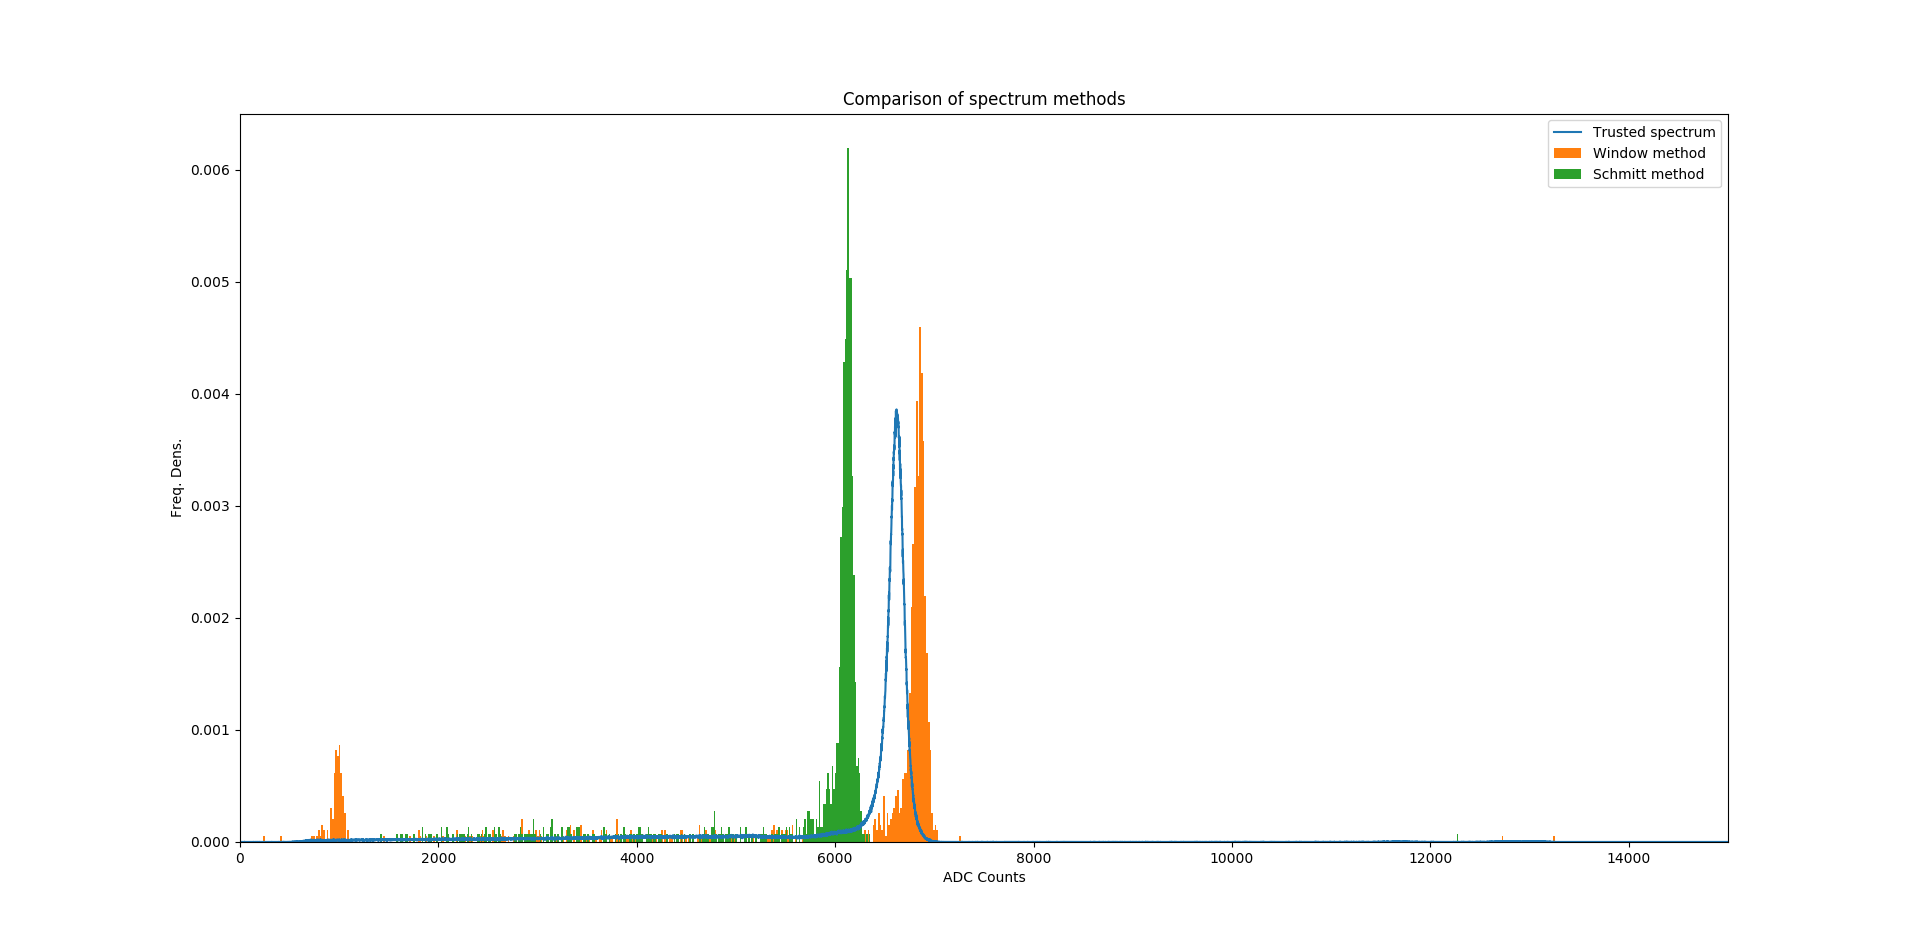 Comparison of spectrum methods
Trusted spectrum
Window method
Schmitt method
0.006
0.005
0.004
0.003
0.002
0.001
0.000
Freq. Dens.
0 2000 4000 6000 8000 10000 12000 14000
ADC Counts